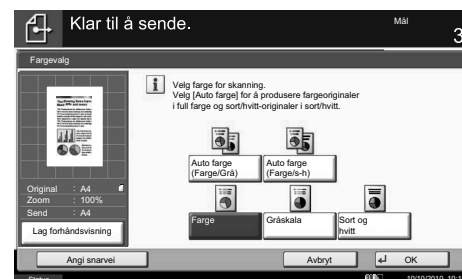 Klar til å sende.
Mål
3
Fargevalg
Velg farge for skanning.
Velg [Auto farge] for å produsere fargeoriginaler
i full farge og sort/hvitt-originaler i sort/hvitt.
Auto farge
(Farge/Grå)
Auto farge
(Farge/s-h)
Original : A4
Zoom : 100%
Send : A4
Farge
Gråskala
Sort og
hvitt
Lag forhåndsvisning
Angi snarvei
Avbryt
OK
Status
10/10/2010 10:1